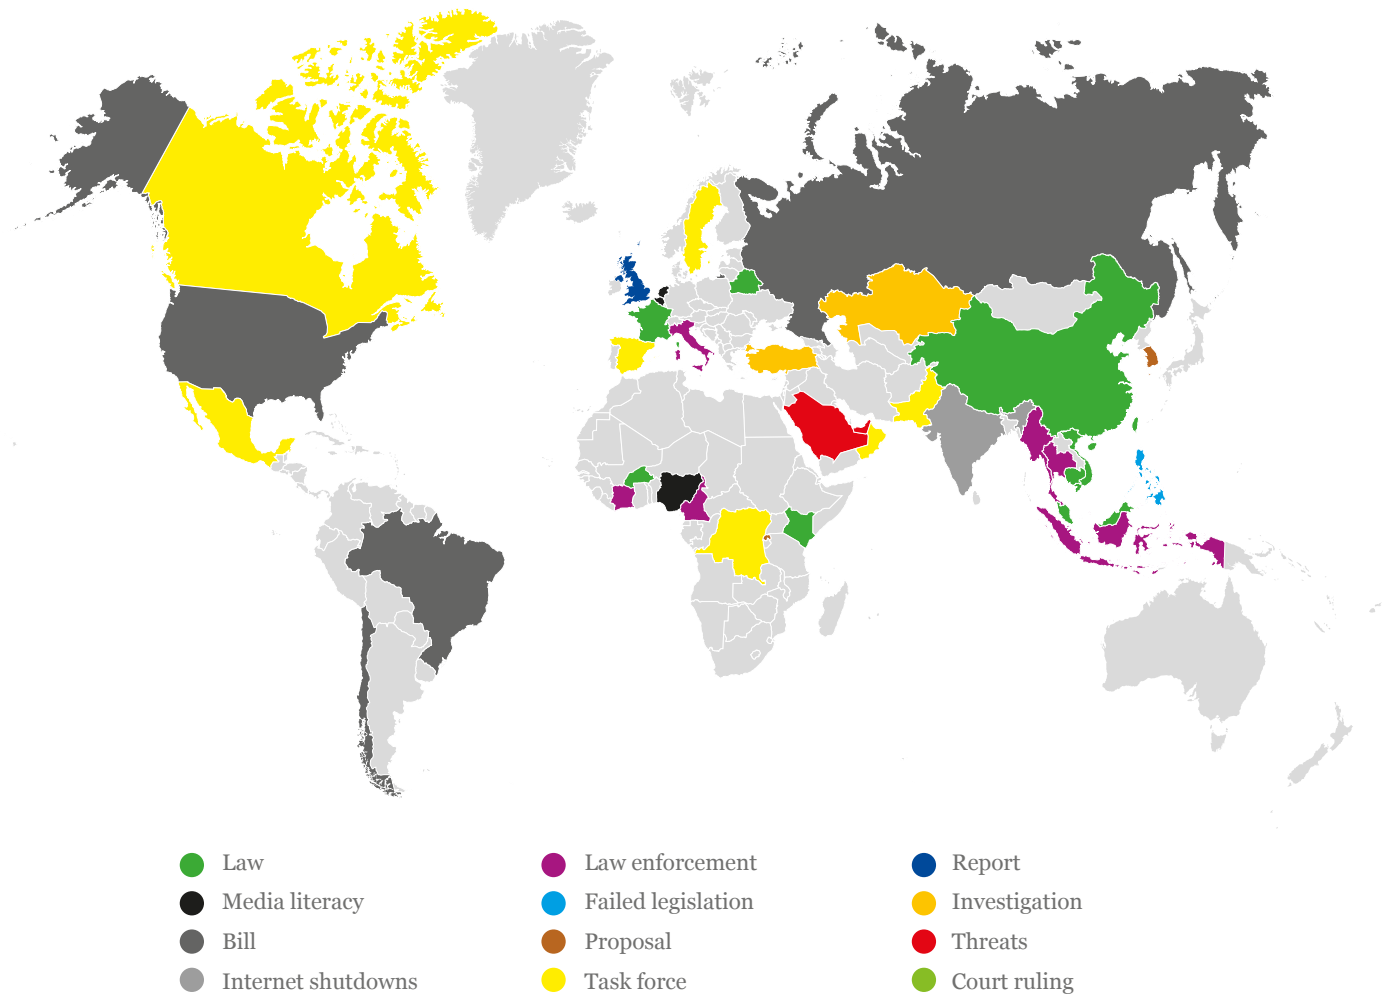 Law
Media literacy
Bill
Internet shutdowns
Law enforcement
Failed legislation
Proposal
Task force
Report
Investigation
Threats
Court ruling